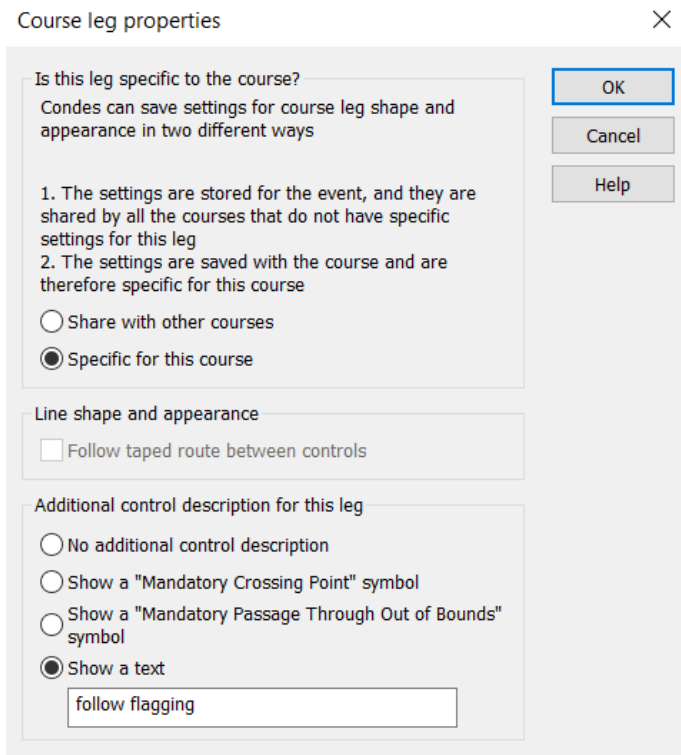 Course leg properties
Is this leg specific to the course?
OK
Condes can save settings for course leg shape and
appearance in two different ways
Cancel
Help
1. The settings are stored for the event, and they are
shared by all the courses that do not have specific
settings for this leg
2. The settings are saved with the course and are
therefore specific for this course
Share with other courses
Specific for this course
Line shape and appearance
Follow taped route between controls
Additional control description for this leg
No additional control description
Show a "Mandatory Crossing Point" symbol
Show a "Mandatory Passage Through Out of Bounds"
symbol
Show a text
follow flagging